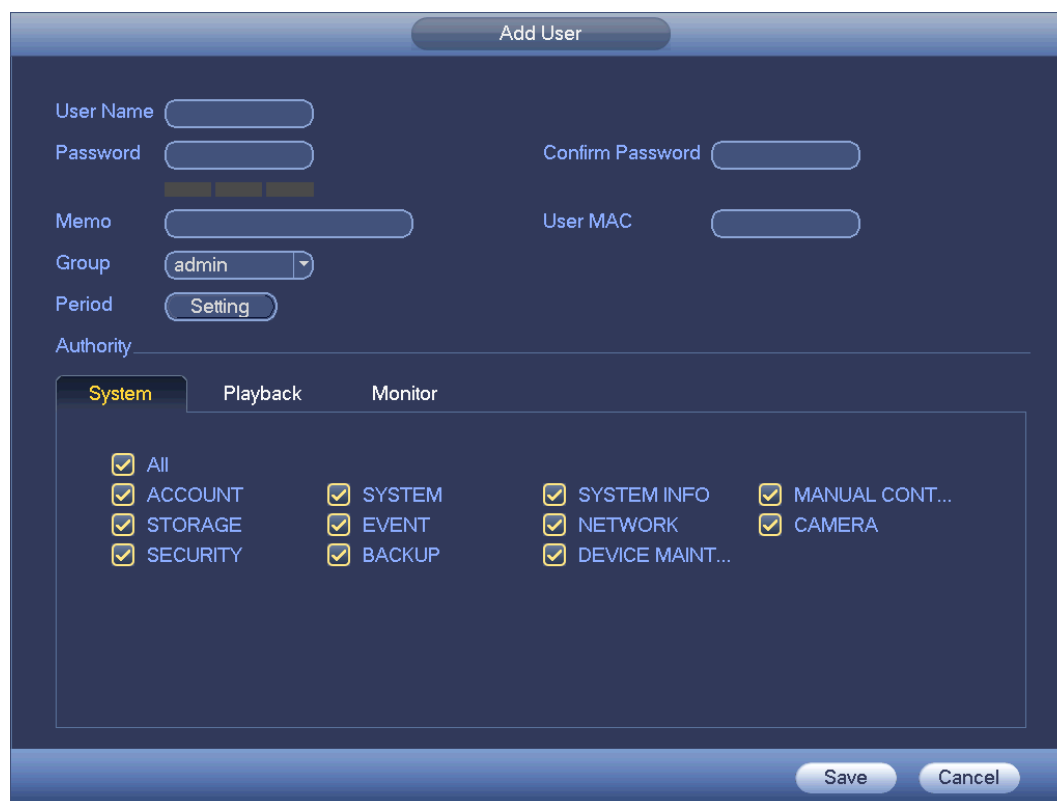 Add User
User Name
Password Confirm Password
Memo User MAC
Group admin
Period Setting
Authority
System Playback Monitor
All
ACCOUNT SYSTEM SYSTEM INFO MANUAL CONT...
STORAGE EVENT NETWORK CAMERA
SECURITY BACKUP DEVICE MAINT...
Save Cancel